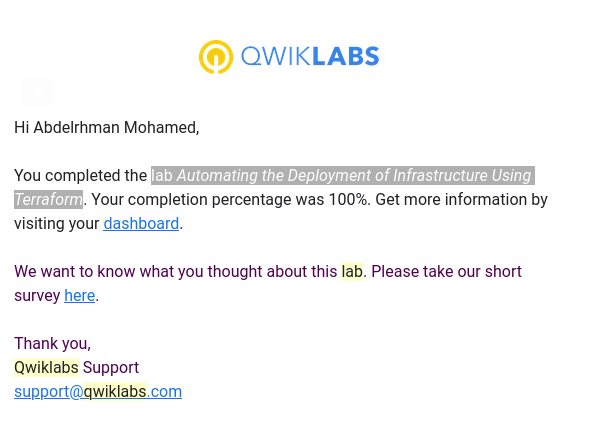 QWIKLABS
Hi Abdelrhman Mohamed,
You completed the lab Automating the Deployment of Infrastructure Using
Terraform. Your completion percentage was 100%. Get more information by
visiting your dashboard.
We want to know what you thought about this lab. Please take our short
survey here.
Thank you,
Qwiklabs Support
support@qwiklabs.com